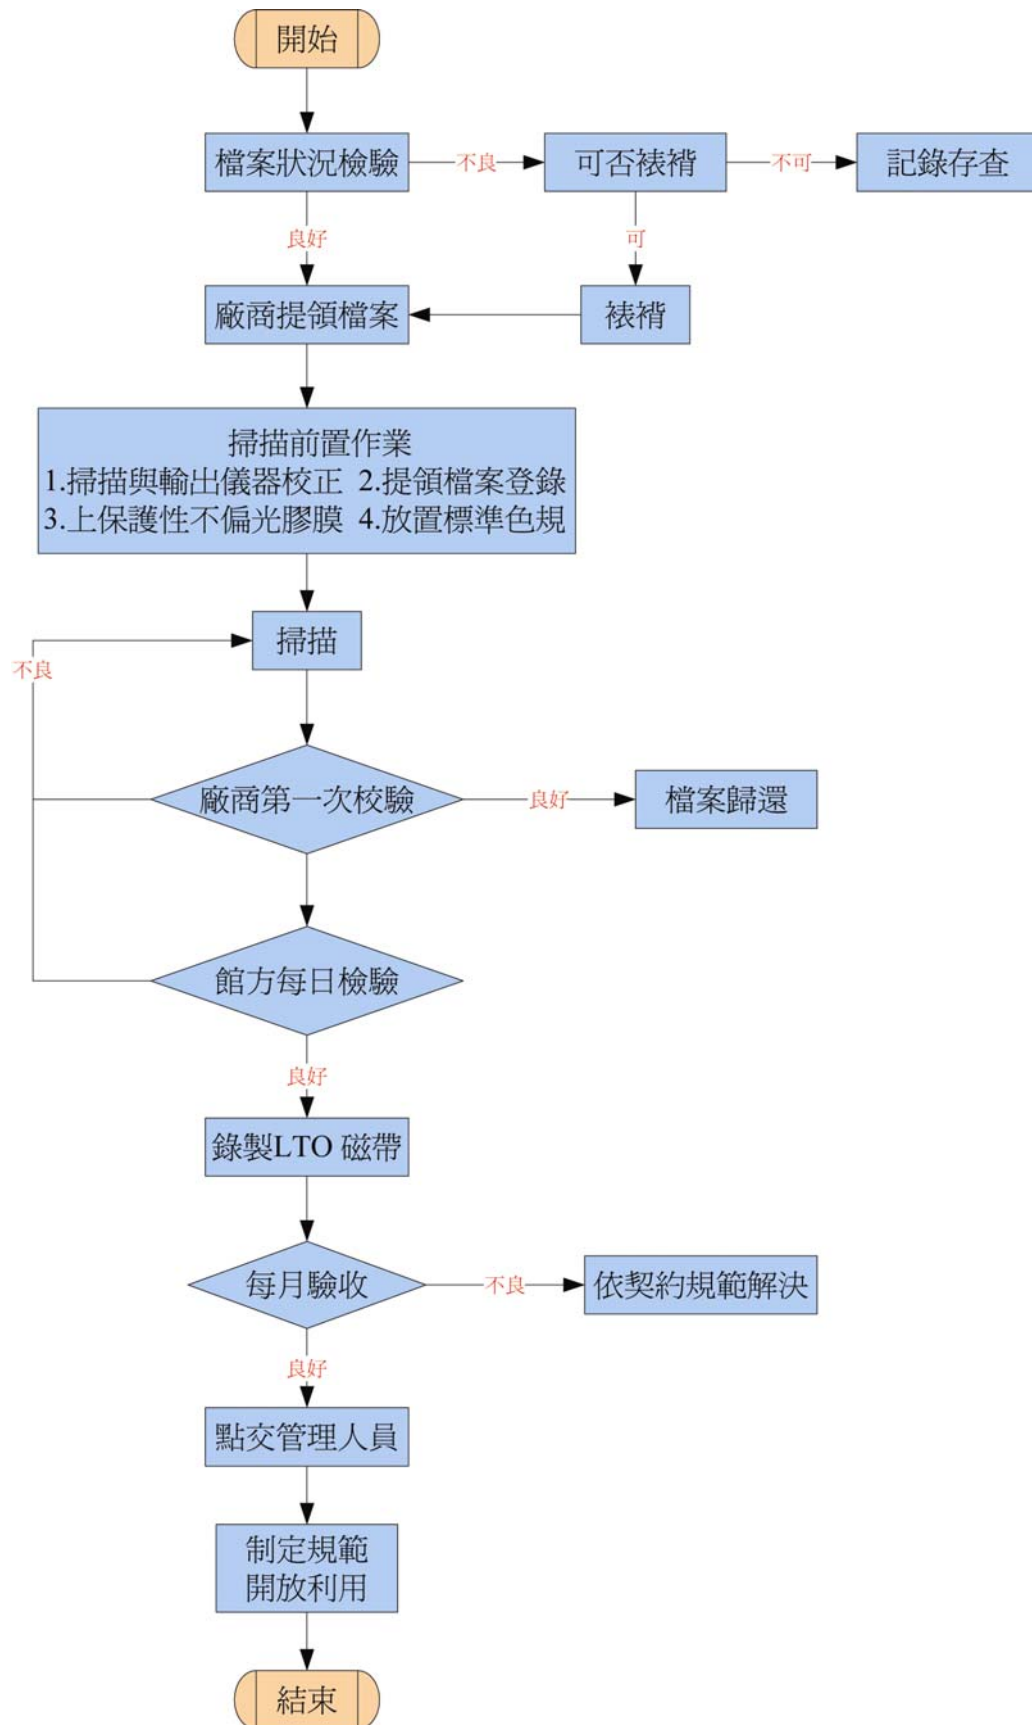 開始
檔案狀況檢驗
不良
可否裱褙
不可
記錄存查
良好
可
廠商提領檔案
裱褙
掃描前置作業
1.掃描與輸出儀器校正 2.提領檔案登錄
3.上保護性不偏光膠膜 4.放置標準色規
掃描
不良
廠商第一次校驗
良好
檔案歸還
館方每日檢驗
良好
錄製LTO 磁帶
每月驗收
不良
依契約規範解決
良好
點交管理人員
制定規範
開放利用
結束